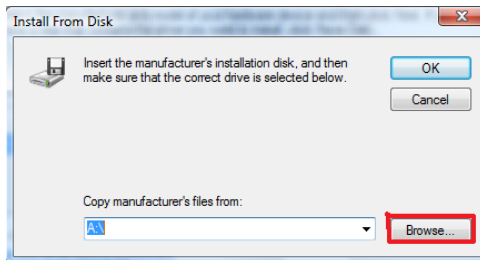 Install From Disk
Insert the manufacturer's installation disk, and then
make sure that the correct drive is selected below.
OK
Cancel
Copy manufacturer's files from:
A:\
Browse...